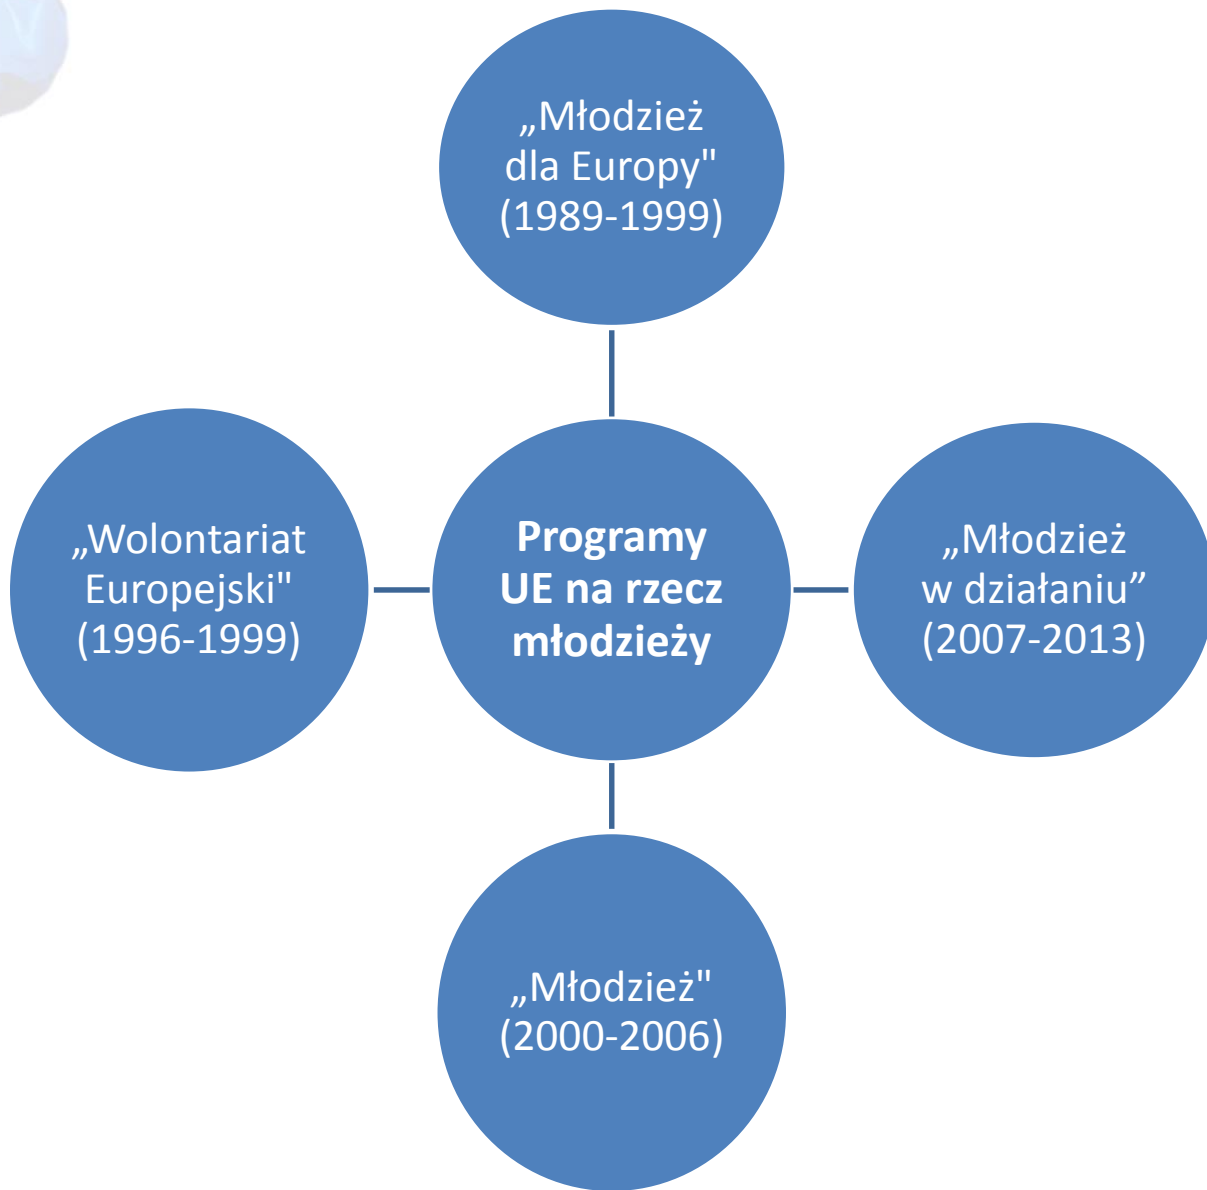 „Młodzież
dla Europy"
(1989-1999)
„Wolontariat
Europejski"
(1996-1999)
Programy
UE na rzecz
młodzieży
„Młodzież
w działaniu”
(2007-2013)
„Młodzież"
(2000-2006)